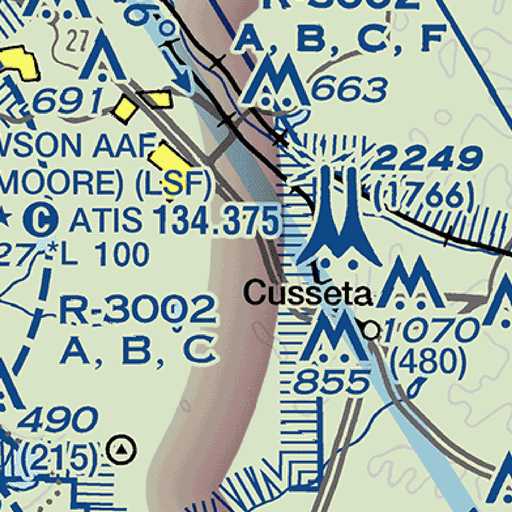 R-3002
A, B, C, F
27
691
663
WSON AAF
MOORE) (LSF)
2249
(1766)
★ C ATIS 134.375
27 *L 100
Cusseta
R-3002
A, B, C
1070
(480)
855
490
(215)